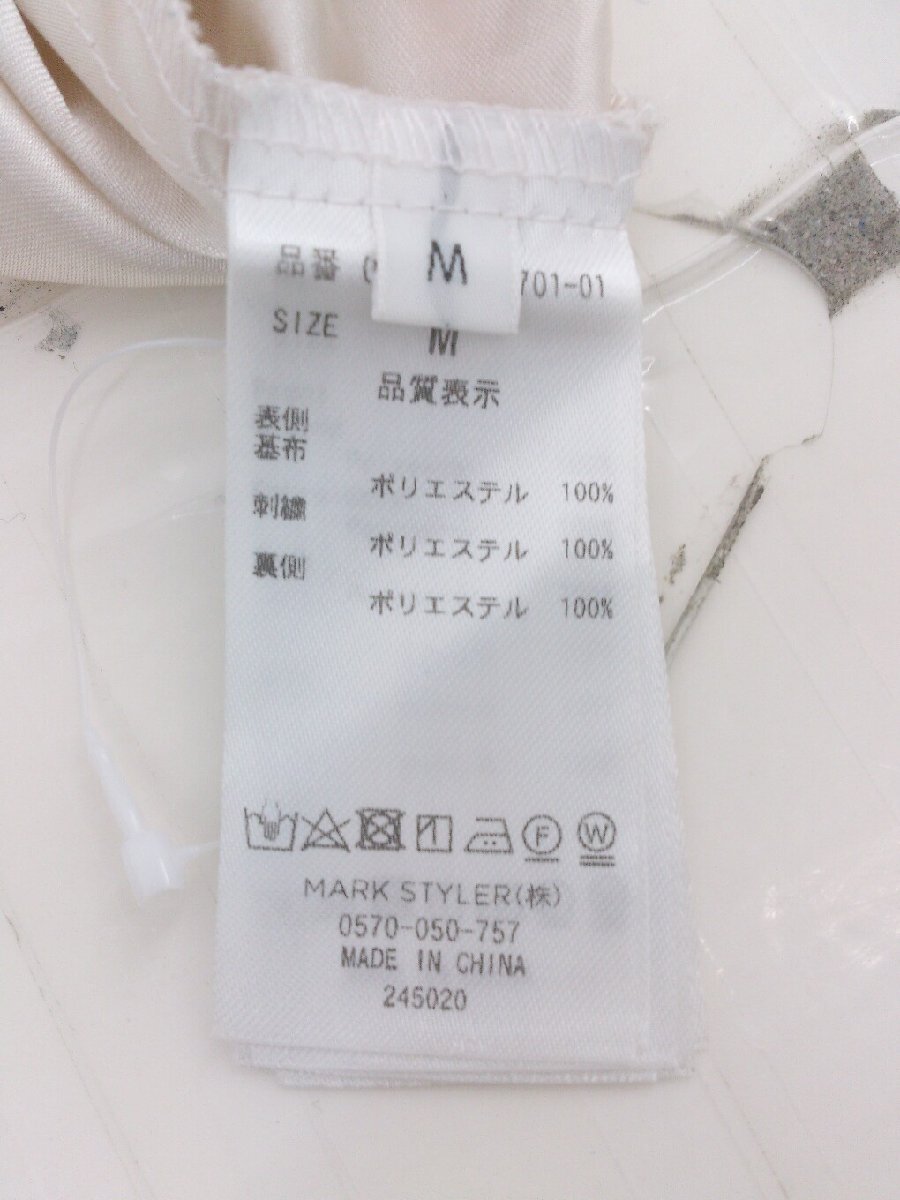 M
品番 0 701-01
SIZE M
品質表示
表側
基布
ポリエステル 100%
刺繍
ポリエステル 100%
裏側
ポリエステル 100%
F W
MARK STYLER(株)
0570-050-757
MADE IN CHINA
245020